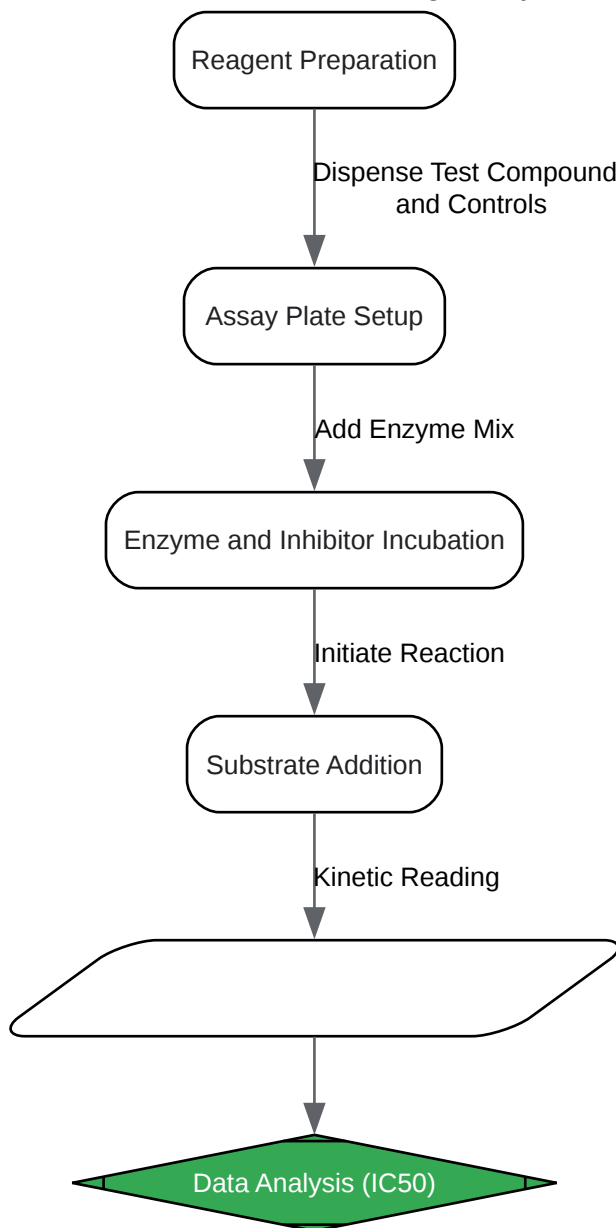 Reagent Preparation
Dispense Test Compound
and Controls
Assay Plate Setup
Add Enzyme Mix
Enzyme and Inhibitor Incubation
Initiate Reaction
Substrate Addition
Kinetic Reading
Data Analysis (IC50)